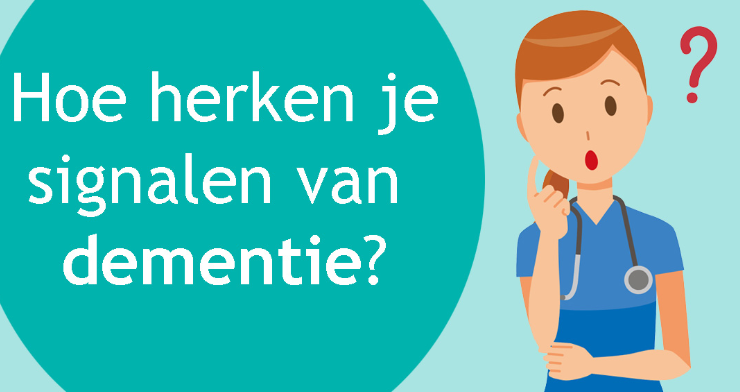 Hoe herken je
signalen van
dementie?
?